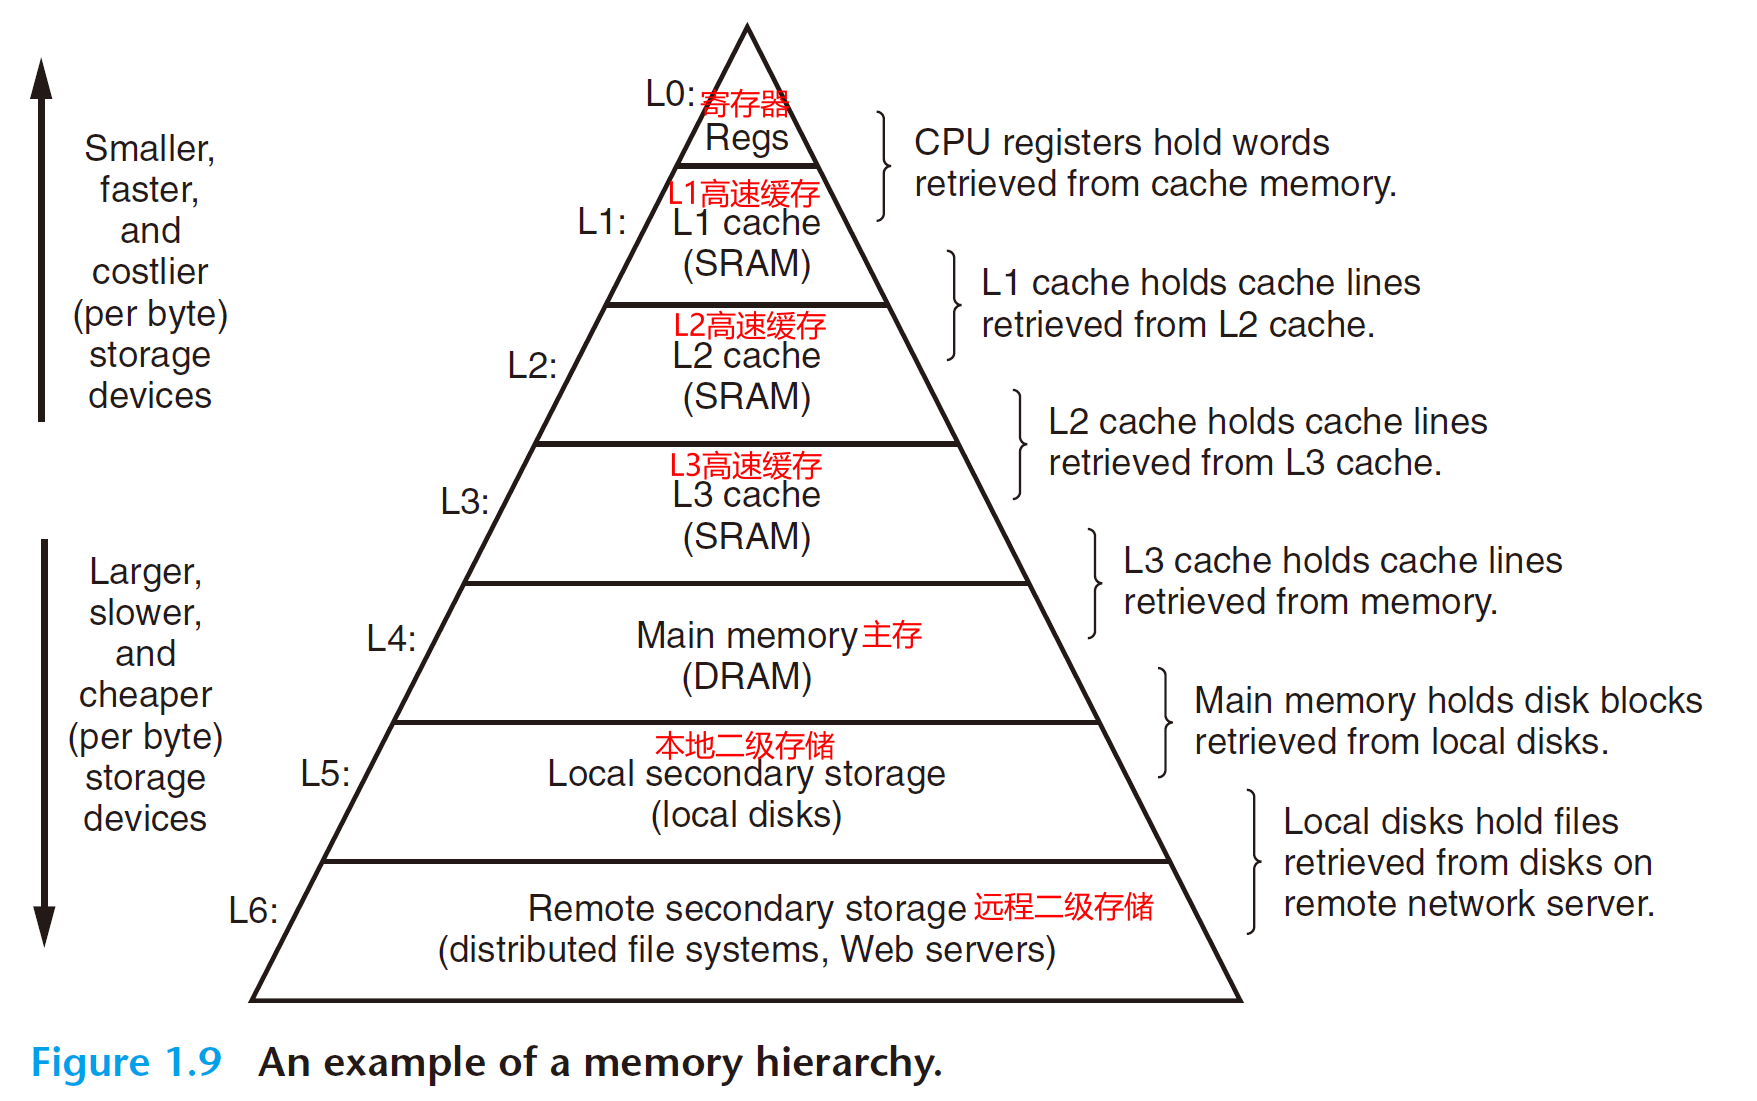 L0:
寄存器
Regs
CPU registers hold words
retrieved from cache memory.
Smaller,
faster,
and
costlier
(per byte)
storage
devices
L1:
L1高速缓存
L1 cache
(SRAM)
L1 cache holds cache lines
retrieved from L2 cache.
L2:
L2高速缓存
L2 cache
(SRAM)
L2 cache holds cache lines
retrieved from L3 cache.
L3:
L3高速缓存
L3 cache
(SRAM)
L3 cache holds cache lines
retrieved from memory.
Larger,
slower,
and
cheaper
(per byte)
storage
devices
L4:
Main memory 主存
(DRAM)
Main memory holds disk blocks
retrieved from local disks.
L5:
本地二级存储
Local secondary storage
(local disks)
Local disks hold files
retrieved from disks on
remote network server.
L6:
Remote secondary storage 远程二级存储
(distributed file systems, Web servers)
Figure 1.9 An example of a memory hierarchy.